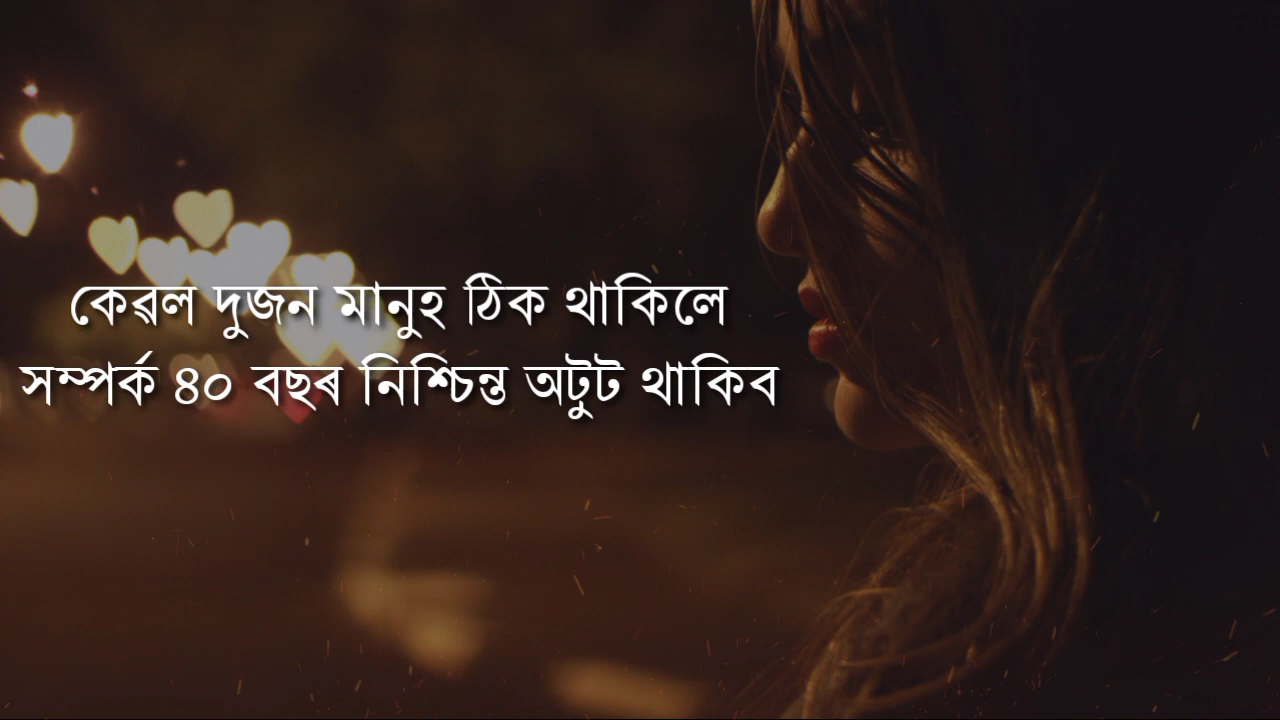 কেৱল দুজন মানুহ ঠিক থাকিলে
সম্পৰ্ক ৪০ বছৰ নিশ্চিন্ত অটুট থাকিব